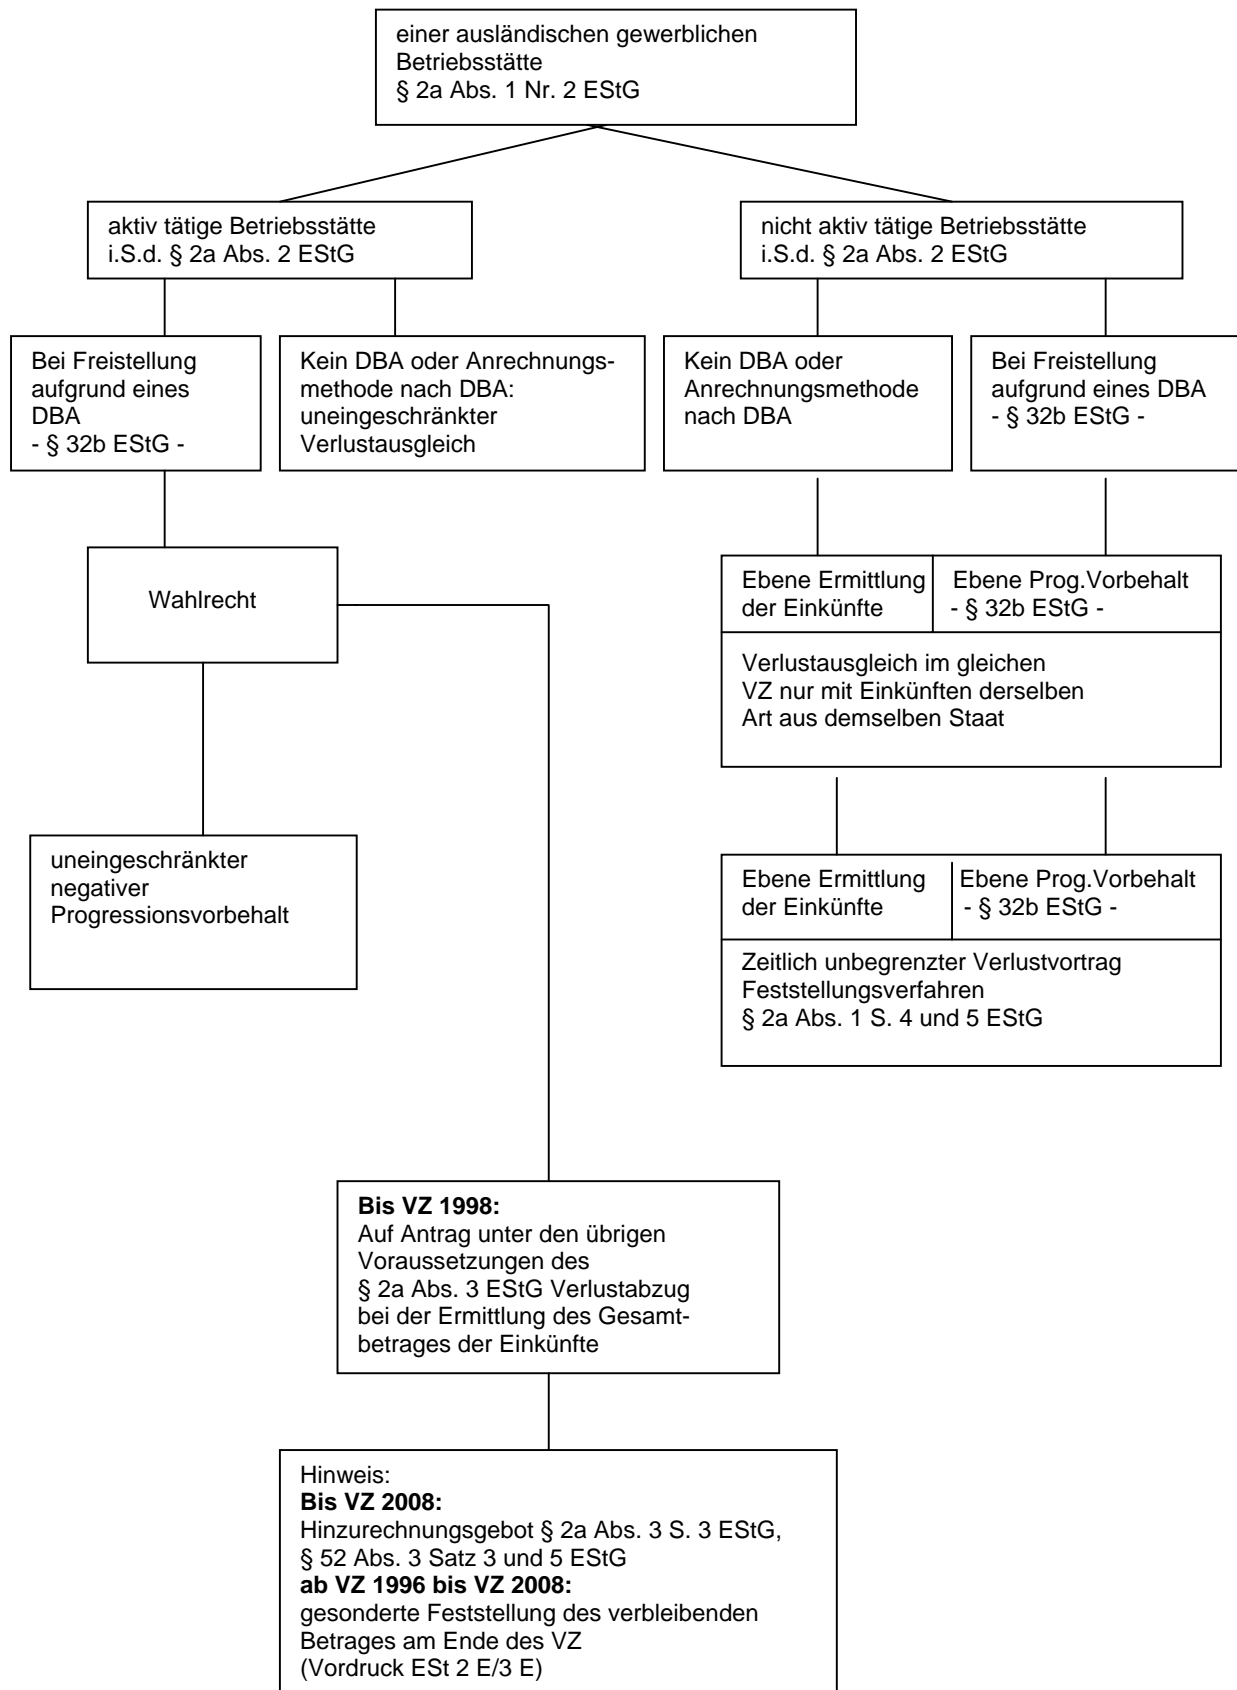 einer ausländischen gewerblichen
Betriebsstätte
§ 2a Abs. 1 Nr. 2 EStG
aktiv tätige Betriebsstätte
i.S.d. § 2a Abs. 2 EStG
nicht aktiv tätige Betriebsstätte
i.S.d. § 2a Abs. 2 EStG
Bei Freistellung
aufgrund eines
DBA
- § 32b EStG -
Kein DBA oder Anrechnungs-
methode nach DBA:
uneingeschränkter
Verlustausgleich
Kein DBA oder
Anrechnungsmethode
nach DBA
Bei Freistellung
aufgrund eines DBA
- § 32b EStG -
Wahlrecht
Ebene Ermittlung
der Einkünfte
Ebene Prog.Vorbehalt
- § 32b EStG -
Verlustausgleich im gleichen
VZ nur mit Einkünften derselben
Art aus demselben Staat
uneingeschränkter
negativer
Progressionsvorbehalt
Ebene Ermittlung
der Einkünfte
Ebene Prog.Vorbehalt
- § 32b EStG -
Zeitlich unbegrenzter Verlustvortrag
Feststellungsverfahren
§ 2a Abs. 1 S. 4 und 5 EStG
Bis VZ 1998:
Auf Antrag unter den übrigen
Voraussetzungen des
§ 2a Abs. 3 EStG Verlustabzug
bei der Ermittlung des Gesamt-
betrages der Einkünfte
Hinweis:
Bis VZ 2008:
Hinzurechnungsgebot § 2a Abs. 3 S. 3 EStG,
§ 52 Abs. 3 Satz 3 und 5 EStG
ab VZ 1996 bis VZ 2008:
gesonderte Feststellung des verbleibenden
Betrages am Ende des VZ
(Vordruck ESt 2 E/3 E)